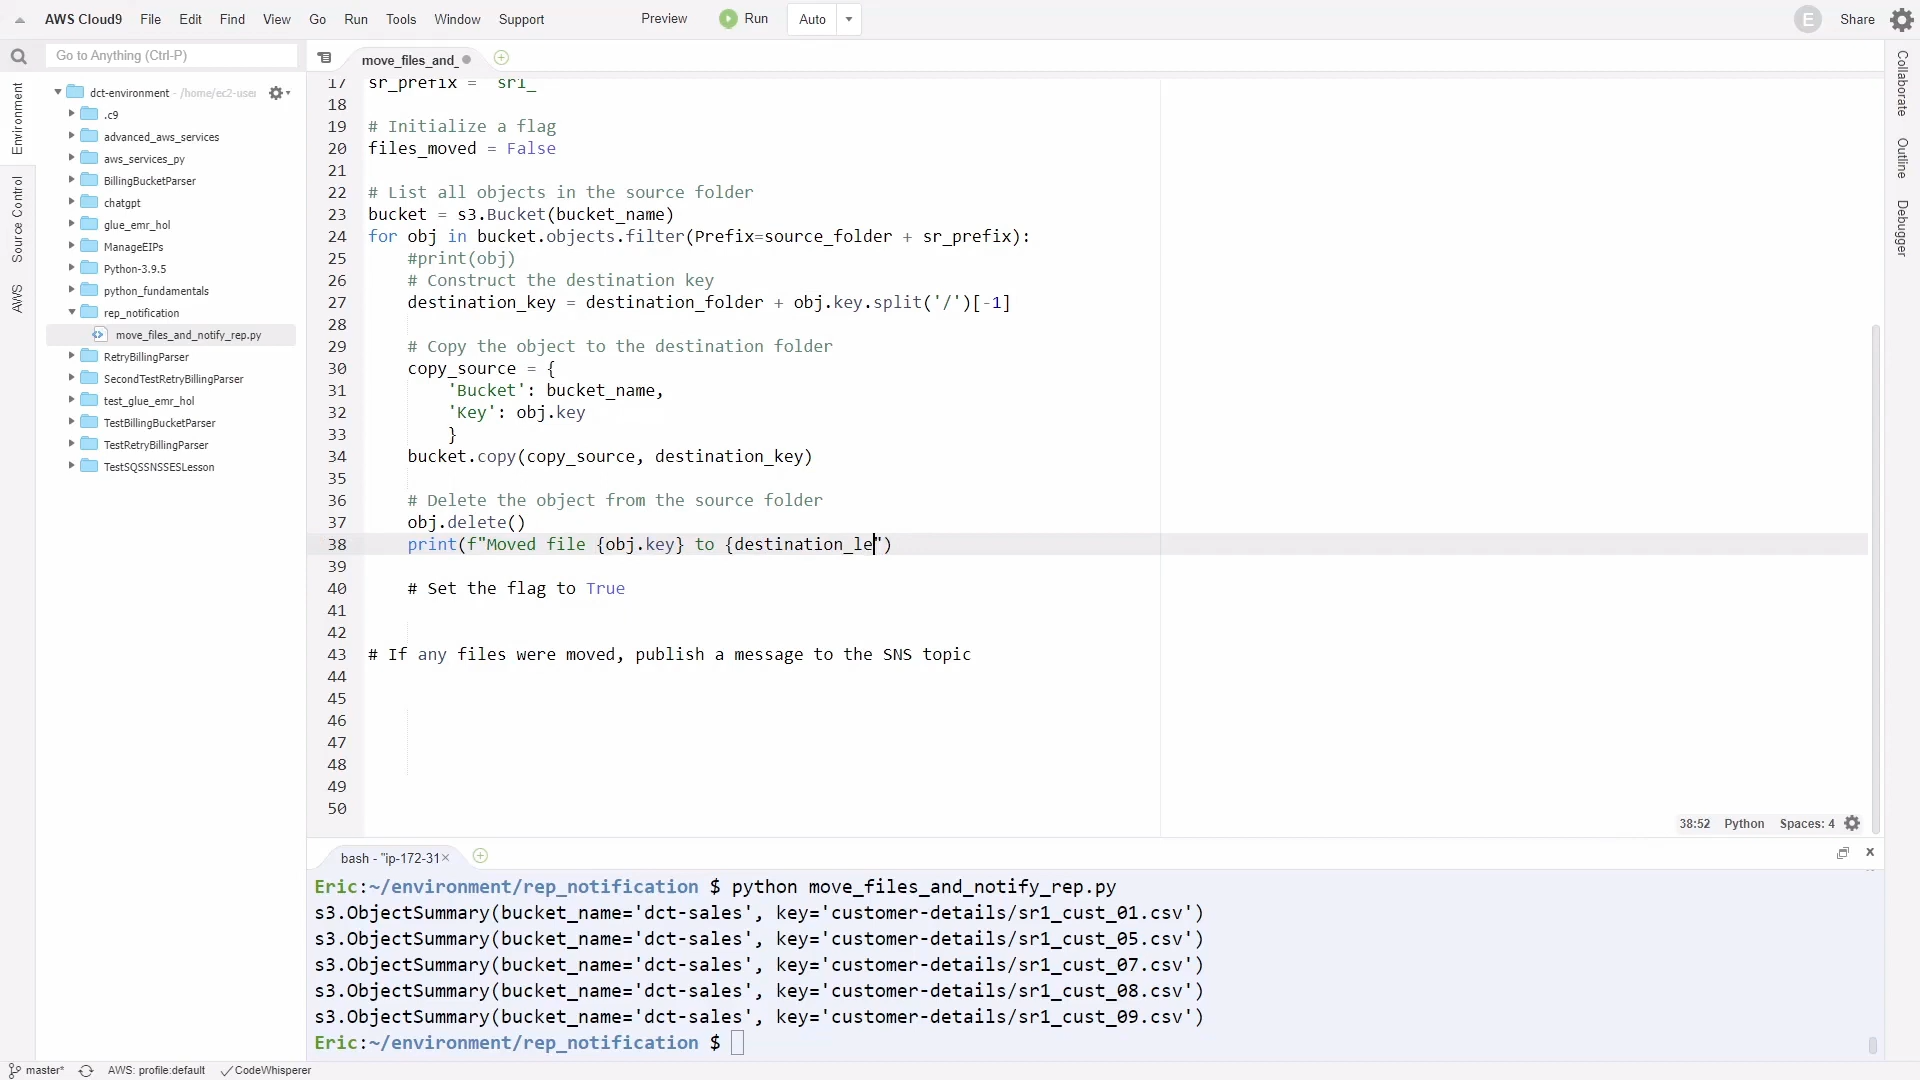 AWS Cloud9 File Edit Find View Go Run Tools Window Support Preview Run Auto E Share
Go to Anything (Ctrl-P)
move_files_and_
Environment
Source Control
AWS
dct-environment - /home/ec2-user
.c9
advanced_aws_services
aws_services_py
BillingBucketParser
chatgpt
glue_emr_hol
ManageEIPs
Python-3.9.5
python_fundamentals
rep_notification
move_files_and_notify_rep.py
RetryBillingParser
SecondTestRetryBillingParser
test_glue_emr_hol
TestBillingBucketParser
TestRetryBillingParser
TestSQSSNSSESLesson
17 sr_prefix = 'sr1_
18
19 # Initialize a flag
20 files_moved = False
21
22 # List all objects in the source folder
23 bucket = s3.Bucket(bucket_name)
24 for obj in bucket.objects.filter(Prefix=source_folder + sr_prefix):
25 #print(obj)
26 # Construct the destination key
27 destination_key = destination_folder + obj.key.split('/')[-1]
28
29 # Copy the object to the destination folder
30 copy_source = {
31 'Bucket': bucket_name,
32 'Key': obj.key
33 }
34 bucket.copy(copy_source, destination_key)
35
36 # Delete the object from the source folder
37 obj.delete()
38 print(f"Moved file {obj.key} to {destination_le")
39
40 # Set the flag to True
41
42
43 # If any files were moved, publish a message to the SNS topic
44
45
46
47
48
49
50
38:52 Python Spaces: 4
Collaborate
Outline
Debugger
bash - "ip-172-31
Eric:~/environment/rep_notification $ python move_files_and_notify_rep.py
s3.ObjectSummary(bucket_name='dct-sales', key='customer-details/sr1_cust_01.csv')
s3.ObjectSummary(bucket_name='dct-sales', key='customer-details/sr1_cust_05.csv')
s3.ObjectSummary(bucket_name='dct-sales', key='customer-details/sr1_cust_07.csv')
s3.ObjectSummary(bucket_name='dct-sales', key='customer-details/sr1_cust_08.csv')
s3.ObjectSummary(bucket_name='dct-sales', key='customer-details/sr1_cust_09.csv')
Eric:~/environment/rep_notification $
master* AWS: profile:default CodeWhisperer